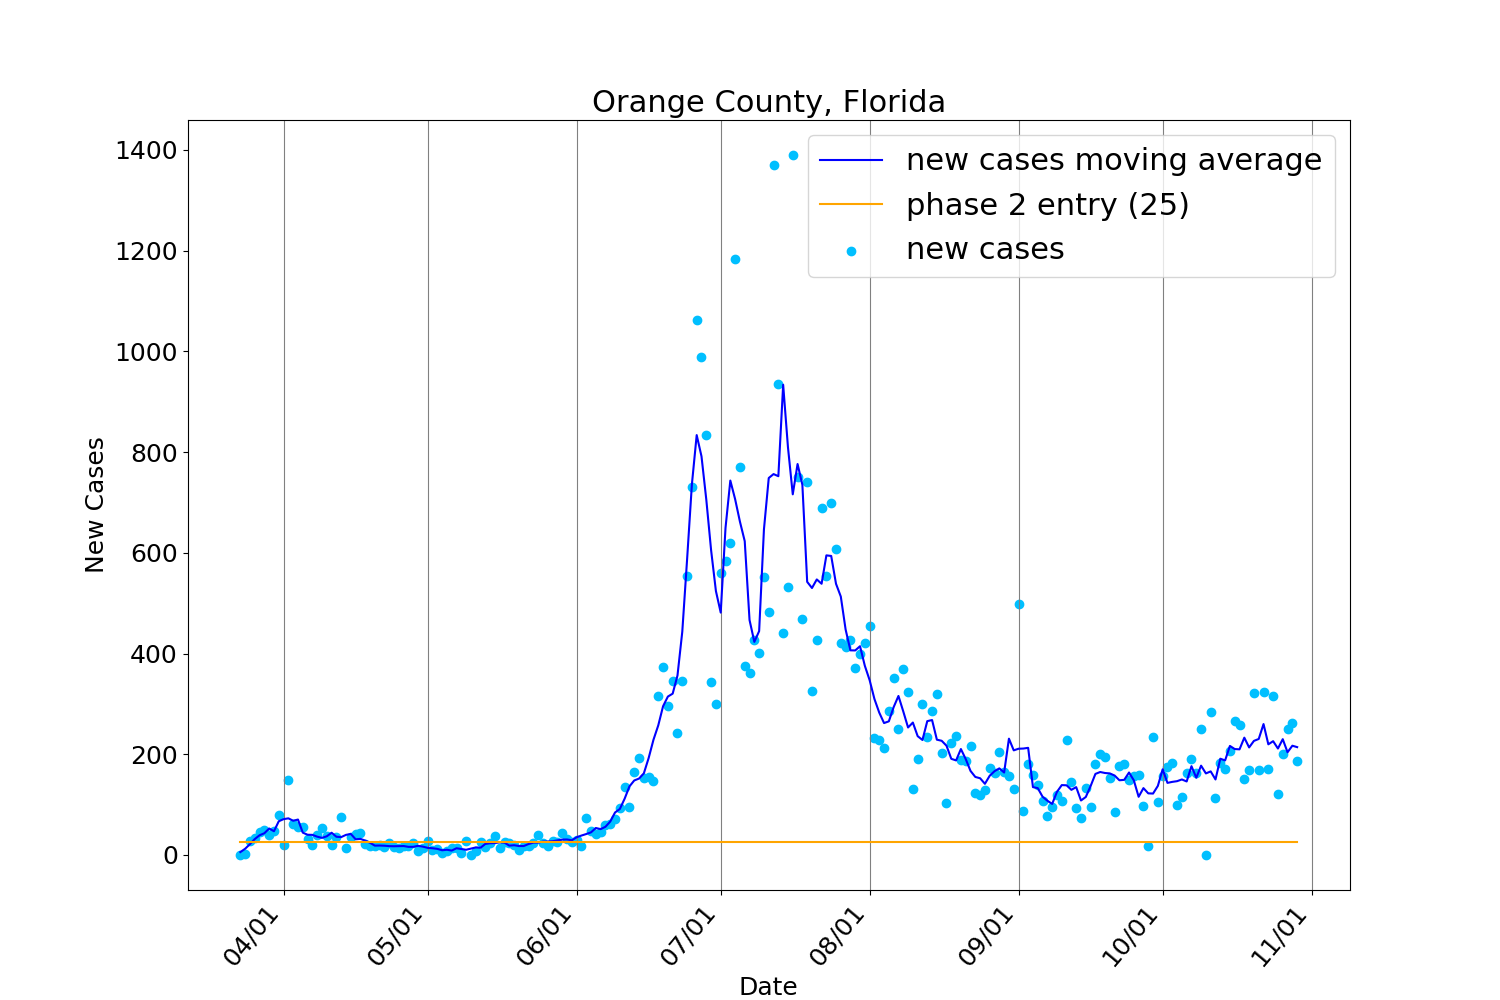 Orange County, Florida
new cases moving average
phase 2 entry (25)
new cases
1400
1200
1000
800
600
400
200
0
New Cases
04/01
05/01
06/01
07/01
08/01
09/01
10/01
11/01
Date